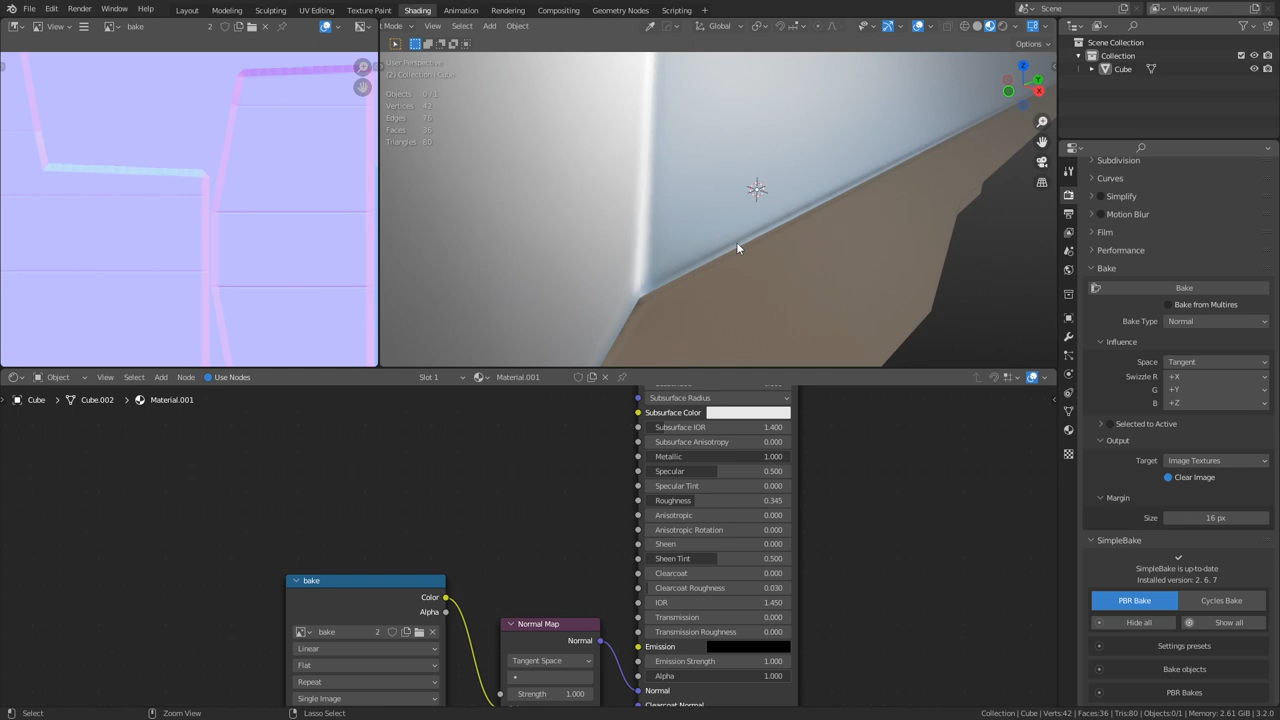 File Edit Render Window Help Layout Modeling Sculpting UV Editing Texture Paint Shading Animation Rendering Compositing Geometry Nodes Scripting Scene ViewLayer
View bake 2 ct Mode View Select Add Object Global
Options
User Perspective
(2) Collection | Cube
Objects 0/1
Vertices 42
Edges 76
Faces 36
Triangles 80
Z
Y
X
Scene Collection
Collection
Cube
Subdivision
Curves
Simplify
Motion Blur
Film
Performance
Bake
Bake
Bake from Multires
Bake Type Normal
Influence
Space Tangent
Swizzle R +X
G +Y
B +Z
Selected to Active
Output
Target Image Textures
Clear Image
Margin
Size 16 px
SimpleBake
SimpleBake is up-to-date
Installed version: 2. 6. 7
PBR Bake Cycles Bake
Hide all Show all
Settings presets
Bake objects
PBR Bakes
Object View Select Add Node Use Nodes Slot 1 Material.001
Cube Cube.002 Material.001
Subsurface Radius
Subsurface Color
Subsurface IOR 1.400
Subsurface Anisotropy 0.000
Metallic 1.000
Specular 0.500
Specular Tint 0.000
Roughness 0.345
Anisotropic 0.000
Anisotropic Rotation 0.000
Sheen 0.000
Sheen Tint 0.500
Clearcoat 0.000
Clearcoat Roughness 0.030
IOR 1.450
Transmission 0.000
Transmission Roughness 0.000
Emission
Emission Strength 1.000
Alpha 1.000
Normal
bake
Color
Alpha
bake 2
Linear
Flat
Repeat
Single Image
Normal Map
Normal
Tangent Space
Strength 1.000
Select Zoom View Lasso Select Collection | Cube | Verts:42 | Faces:36 | Tris:80 | Objects:0/1 | Memory: 2.61 GiB | 3.2.0